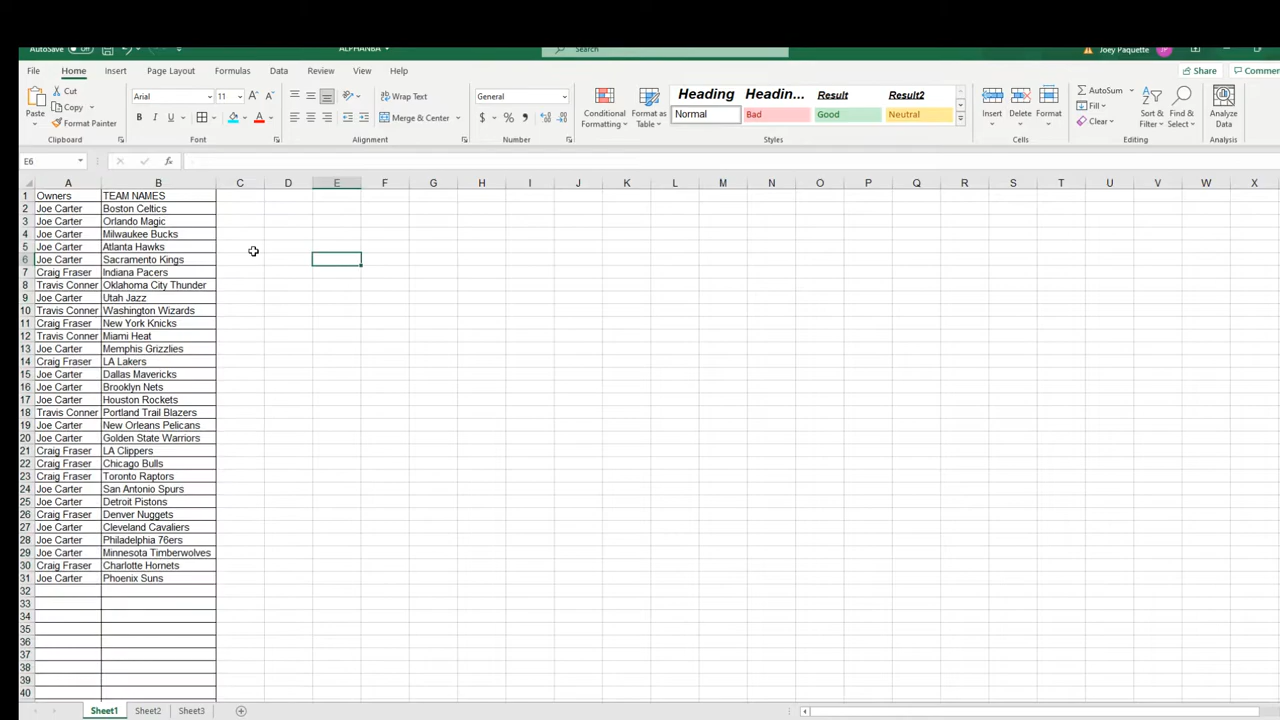 AutoSave Off ALPHANBA Search Joey Paquette JP
File Home Insert Page Layout Formulas Data Review View Help Share Commen
Paste Cut Copy Format Painter Clipboard
Arial 11 A A B I U A Font
Wrap Text Merge & Center Alignment
General $ % , Number
Conditional Formatting Format as Table
Heading Headin... Result Result2
Normal Bad Good Neutral
Styles
Insert Delete Format Cells
AutoSum Fill Clear Sort & Filter Find & Select Editing
Analyze Data Analysis
E6 fx
A B C D E F G H I J K L M N O P Q R S T U V W X
1 Owners TEAM NAMES
2 Joe Carter Boston Celtics
3 Joe Carter Orlando Magic
4 Joe Carter Milwaukee Bucks
5 Joe Carter Atlanta Hawks
6 Joe Carter Sacramento Kings
7 Craig Fraser Indiana Pacers
8 Travis Conner Oklahoma City Thunder
9 Joe Carter Utah Jazz
10 Travis Conner Washington Wizards
11 Craig Fraser New York Knicks
12 Travis Conner Miami Heat
13 Joe Carter Memphis Grizzlies
14 Craig Fraser LA Lakers
15 Joe Carter Dallas Mavericks
16 Joe Carter Brooklyn Nets
17 Joe Carter Houston Rockets
18 Travis Conner Portland Trail Blazers
19 Joe Carter New Orleans Pelicans
20 Joe Carter Golden State Warriors
21 Craig Fraser LA Clippers
22 Craig Fraser Chicago Bulls
23 Craig Fraser Toronto Raptors
24 Joe Carter San Antonio Spurs
25 Joe Carter Detroit Pistons
26 Craig Fraser Denver Nuggets
27 Joe Carter Cleveland Cavaliers
28 Joe Carter Philadelphia 76ers
29 Joe Carter Minnesota Timberwolves
30 Craig Fraser Charlotte Hornets
31 Joe Carter Phoenix Suns
32
33
34
35
36
37
38
39
40
Sheet1 Sheet2 Sheet3